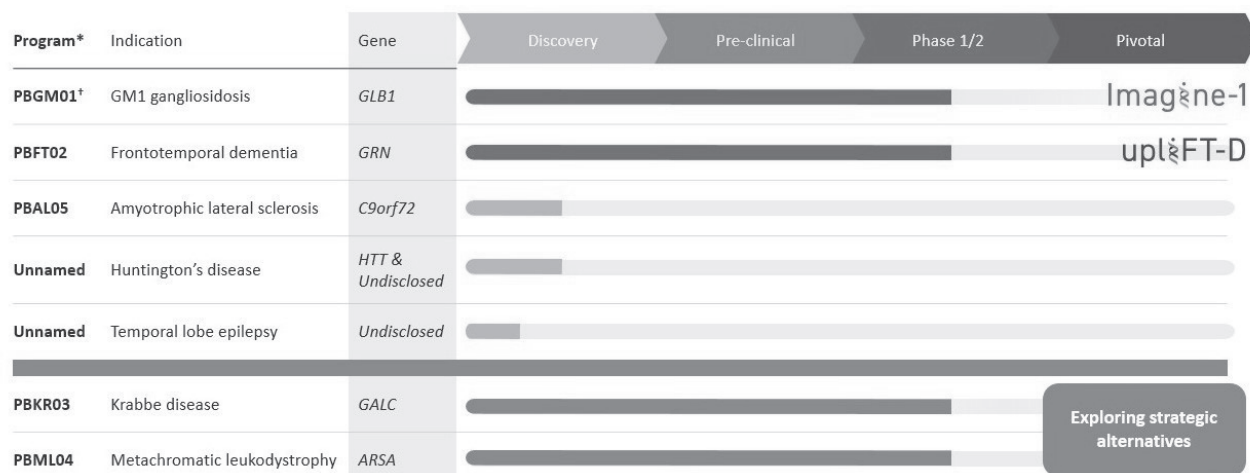 Program* Indication Gene Discovery Pre-clinical Phase 1/2 Pivotal
PBGM01† GM1 gangliosidosis GLB1 Imagine-1
PBFT02 Frontotemporal dementia GRN upliFT-D
PBAL05 Amyotrophic lateral sclerosis C9orf72
Unnamed Huntington's disease HTT &
Undisclosed
Unnamed Temporal lobe epilepsy Undisclosed
PBKR03 Krabbe disease GALC
Exploring strategic
alternatives
PBML04 Metachromatic leukodystrophy ARSA